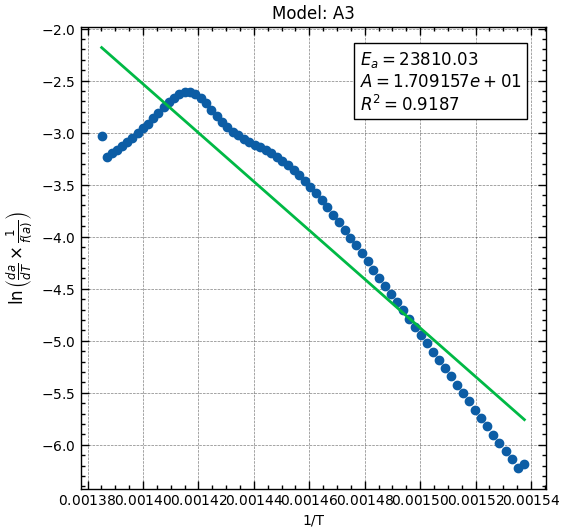 Model: A3
E_a = 23810.03
A = 1.709157e + 01
R² = 0.9187
−2.0
−2.5
−3.0
−3.5
−4.0
−4.5
−5.0
−5.5
−6.0
ln (da/dT × 1/f(a))
0.00138 0.00140 0.00142 0.00144 0.00146 0.00148 0.00150 0.00152 0.00154
1/T